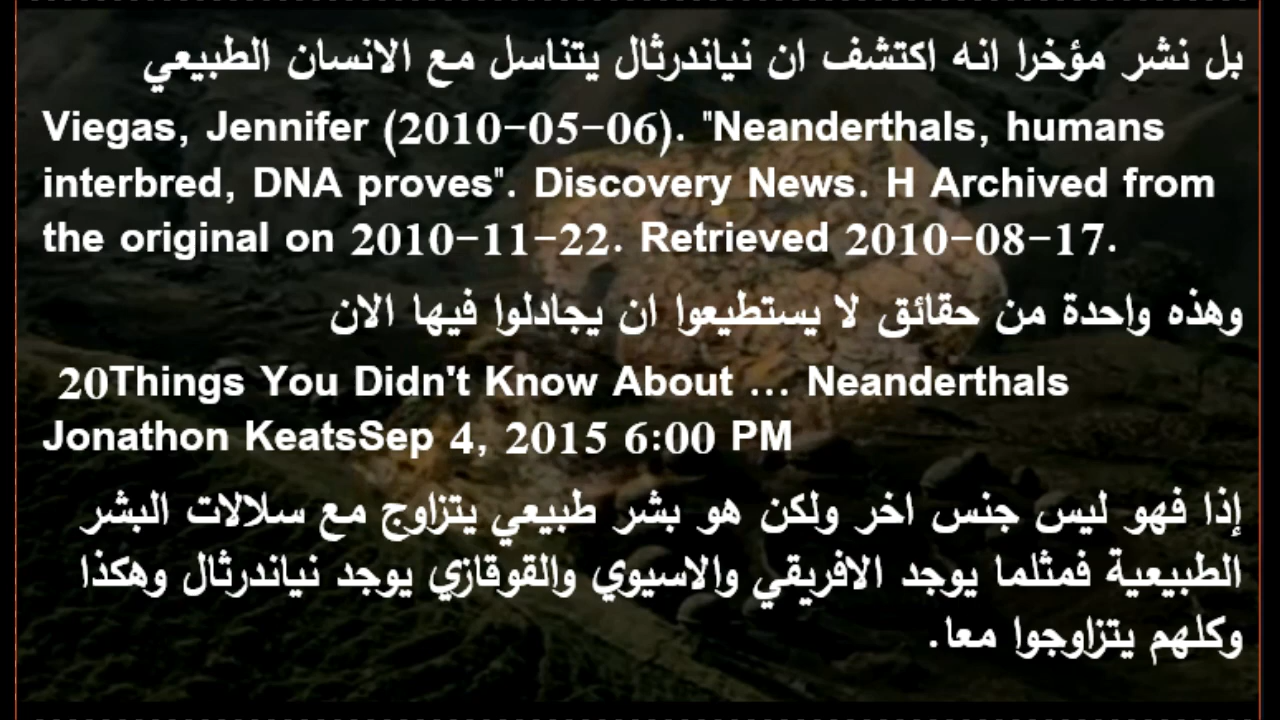 بل نشر مؤخرا انه اكتشف ان نياندرثال يتناسل مع الانسان الطبيعي
Viegas, Jennifer (2010-05-06). "Neanderthals, humans
interbred, DNA proves". Discovery News. H Archived from
the original on 2010-11-22. Retrieved 2010-08-17.
وهذه واحدة من حقائق لا يستطيعوا ان يجادلوا فيها الان
20Things You Didn't Know About … Neanderthals
Jonathon KeatsSep 4, 2015 6:00 PM
إذا فهو ليس جنس اخر ولكن هو بشر طبيعي يتزاوج مع سلالات البشر
الطبيعية فمثلما يوجد الافريقي والاسيوي والقوقازي يوجد نياندرثال وهكذا
وكلهم يتزاوجوا معا.